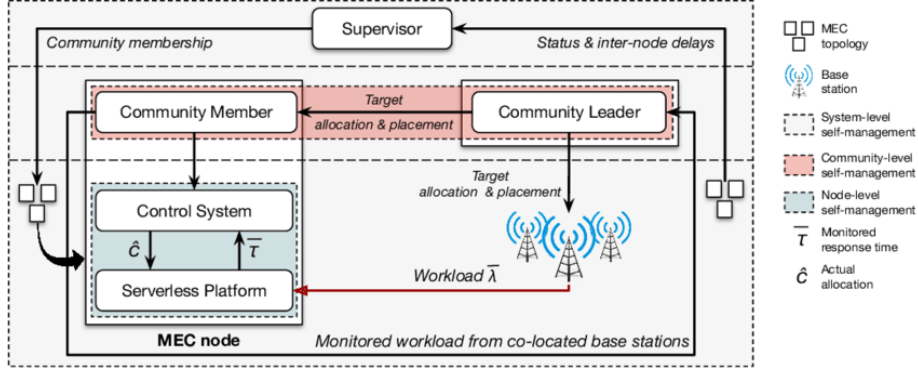 Supervisor
Community membership
Status & inter-node delays
Community Member
Target
allocation & placement
Community Leader
Target
allocation & placement
Control System
ĉ
τ̅
Serverless Platform
Workload λ̅
MEC node
Monitored workload from co-located base stations
MEC
topology
Base
station
System-level
self-management
Community-level
self-management
Node-level
self-management
τ̅
Monitored
response time
ĉ
Actual
allocation